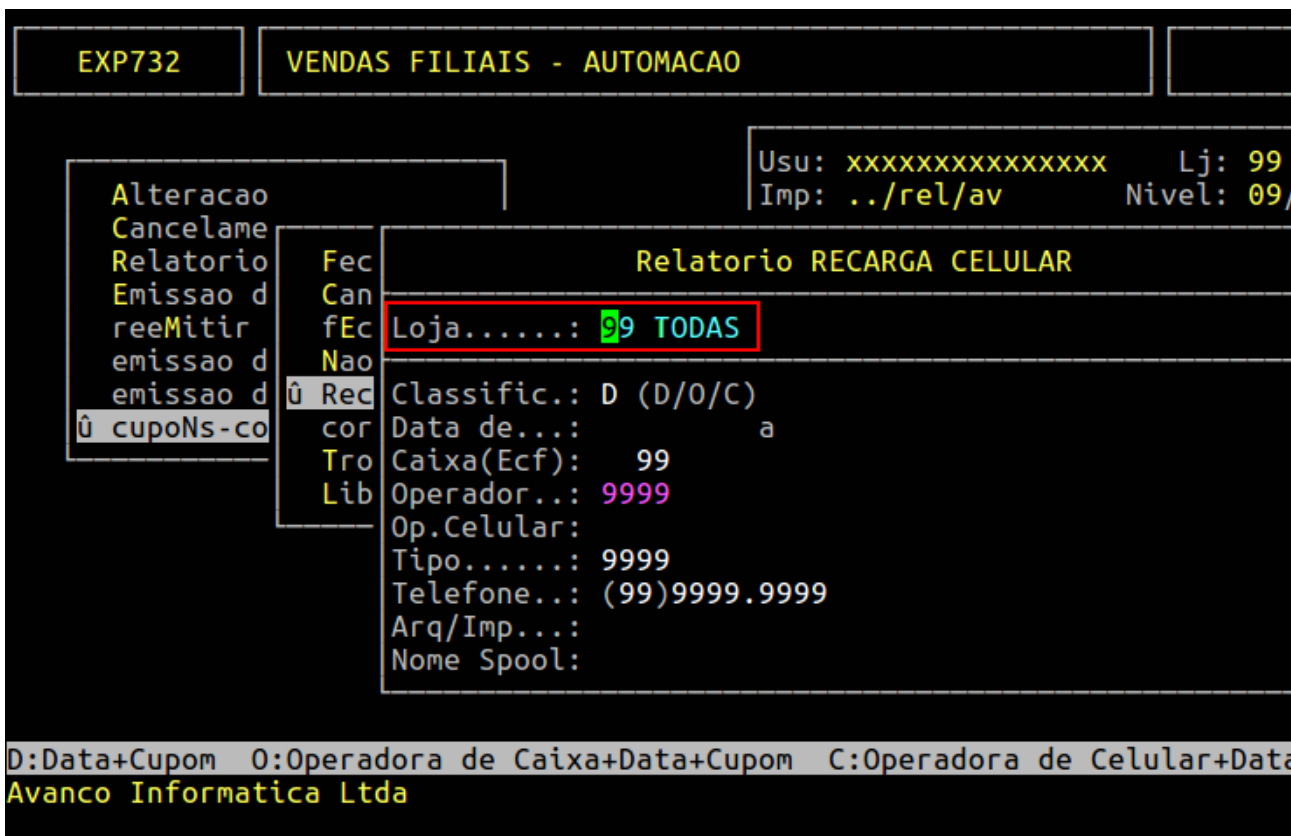 EXP732 VENDAS FILIAIS - AUTOMACAO
Usu: xxxxxxxxxxxxxxx Lj: 99
Imp: ../rel/av Nivel: 09/
Alteracao
Cancelame
Relatorio
Emissao d
reeMitir
emissao d
emissao d
û cupoNs-co
Fec
Can
fEc
Nao
û Rec
cor
Tro
Lib
Relatorio RECARGA CELULAR
Loja......: 99 TODAS
Classific.: D (D/O/C)
Data de...: a
Caixa(Ecf): 99
Operador..: 9999
Op.Celular:
Tipo......: 9999
Telefone..: (99)9999.9999
Arq/Imp...:
Nome Spool:
D:Data+Cupom O:Operadora de Caixa+Data+Cupom C:Operadora de Celular+Data
Avanco Informatica Ltda